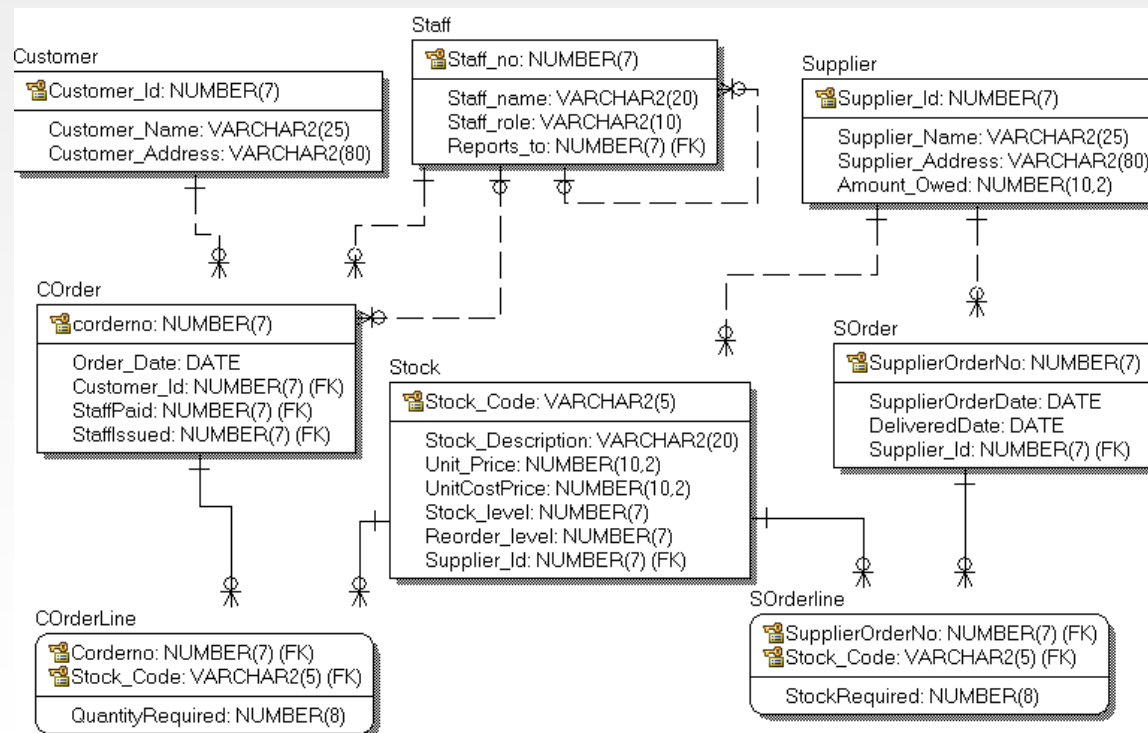 Customer
Customer_Id: NUMBER(7)
Customer_Name: VARCHAR2(25)
Customer_Address: VARCHAR2(80)
Staff
Staff_no: NUMBER(7)
Staff_name: VARCHAR2(20)
Staff_role: VARCHAR2(10)
Reports_to: NUMBER(7) (FK)
Supplier
Supplier_Id: NUMBER(7)
Supplier_Name: VARCHAR2(25)
Supplier_Address: VARCHAR2(80)
Amount_Owed: NUMBER(10,2)
COrder
corderno: NUMBER(7)
Order_Date: DATE
Customer_Id: NUMBER(7) (FK)
StaffPaid: NUMBER(7) (FK)
StaffIssued: NUMBER(7) (FK)
Stock
Stock_Code: VARCHAR2(5)
Stock_Description: VARCHAR2(20)
Unit_Price: NUMBER(10,2)
UnitCostPrice: NUMBER(10,2)
Stock_level: NUMBER(7)
Reorder_level: NUMBER(7)
Supplier_Id: NUMBER(7) (FK)
SOrder
SupplierOrderNo: NUMBER(7)
SupplierOrderDate: DATE
DeliveredDate: DATE
Supplier_Id: NUMBER(7) (FK)
COrderLine
Corderno: NUMBER(7) (FK)
Stock_Code: VARCHAR2(5) (FK)
QuantityRequired: NUMBER(8)
SOrderline
SupplierOrderNo: NUMBER(7) (FK)
Stock_Code: VARCHAR2(5) (FK)
StockRequired: NUMBER(8)